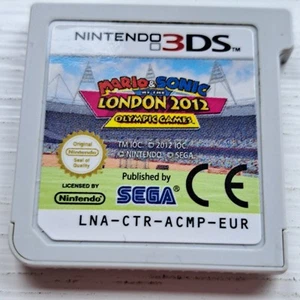 NINTENDO 3DS
MARIO & SONIC
AT THE
LONDON 2012
OLYMPIC GAMES
TM IOC. © 2012 IOC.
© NINTENDO. © SEGA.
Original
Nintendo
Seal of Quality
Published by
LICENSED BY
Nintendo
SEGA
CE
LNA-CTR-ACMP-EUR